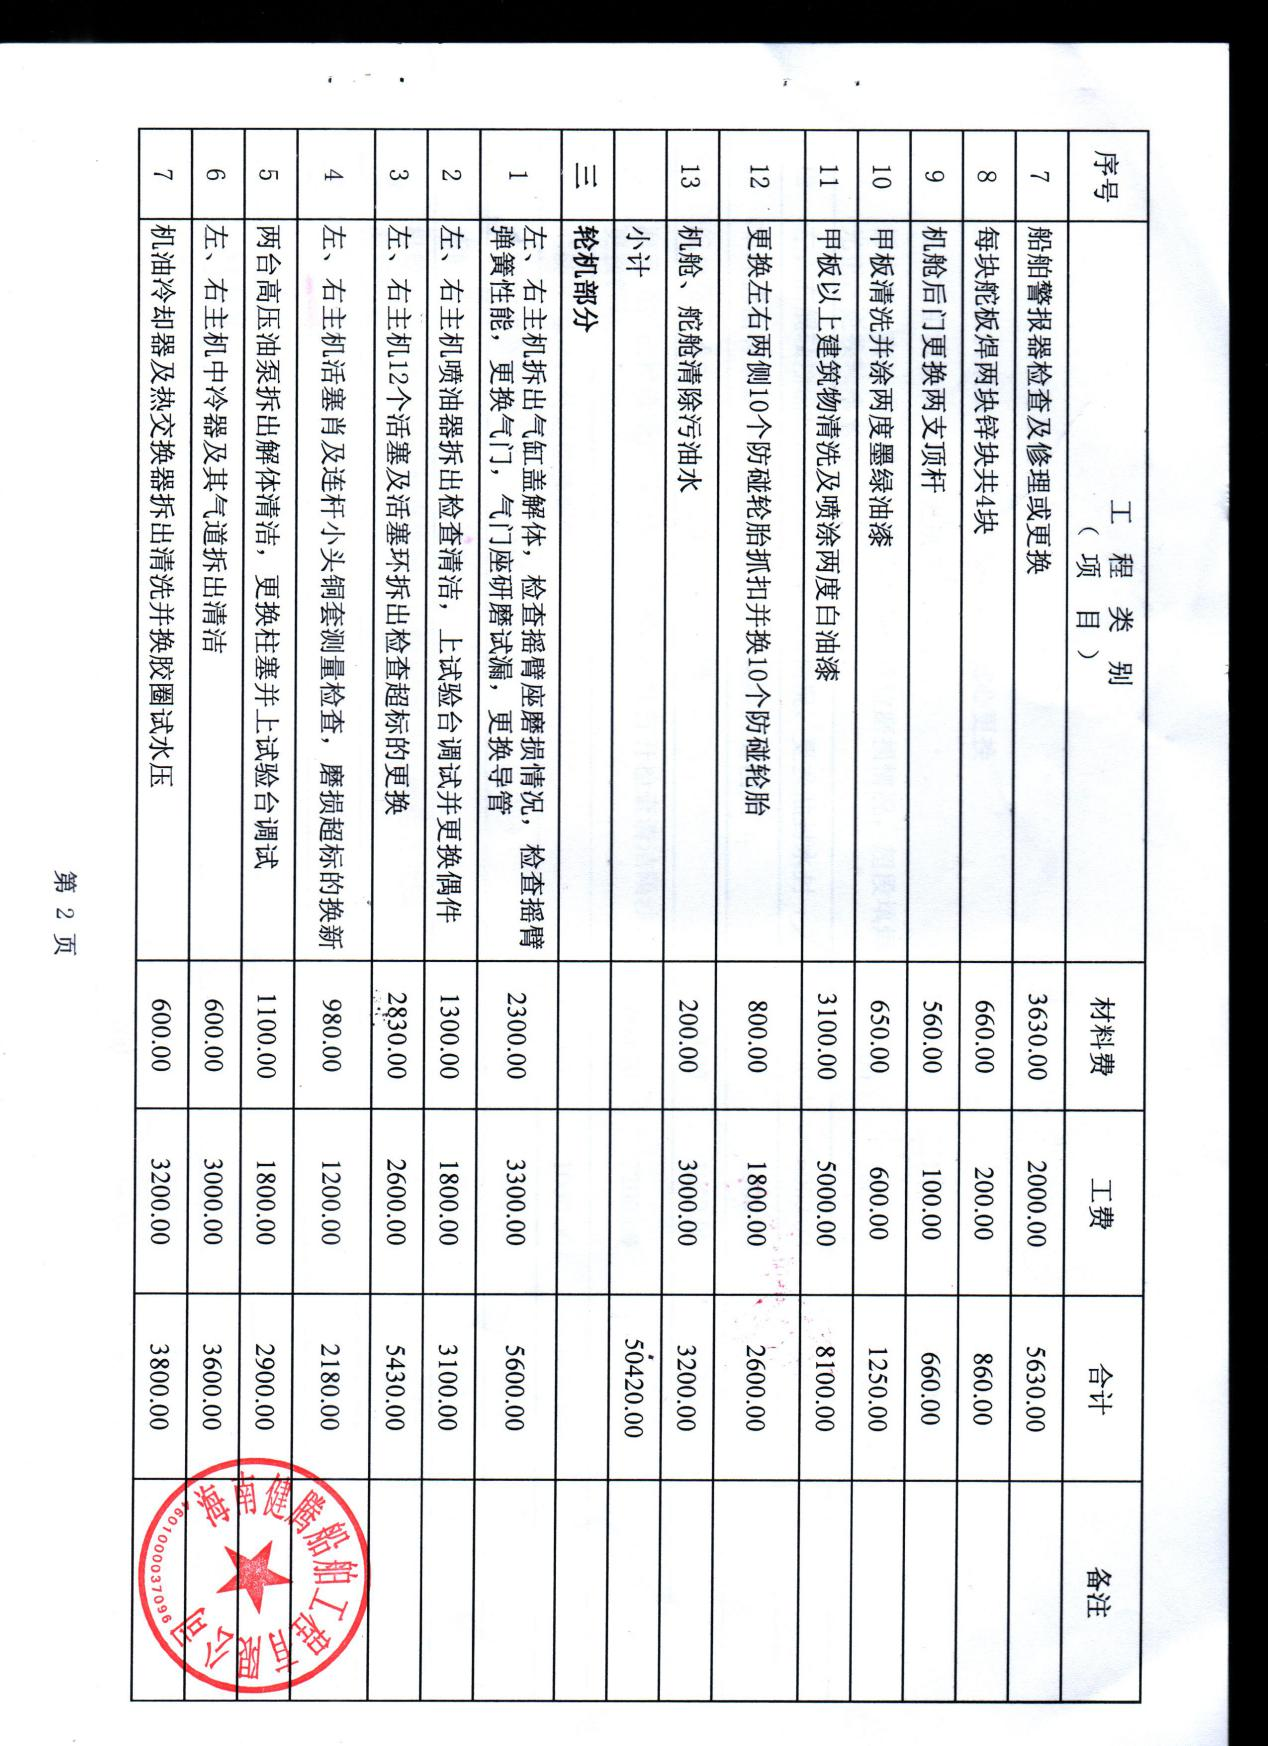 序号 工 程 类 别 材料费 工费 合计 备注
（ 项 目 ）
7 船舶警报器检查及修理或更换 3630.00 2000.00 5630.00
8 每块舵板焊两块锌块共4块 660.00 200.00 860.00
9 机舱后门更换两支顶杆 560.00 100.00 660.00
10 甲板清洗并涂两度墨绿油漆 650.00 600.00 1250.00
11 甲板以上建筑物清洗及喷涂两度白油漆 3100.00 5000.00 8100.00
12 更换左右两侧10个防碰轮胎抓扣并换10个防碰轮胎 800.00 1800.00 2600.00
13 机舱、舵舱清除污油水 200.00 3000.00 3200.00
小计 50420.00
三 轮机部分
1 左、右主机拆出气缸盖解体，检查摇臂座磨损情况，检查摇臂
弹簧性能，更换气门，气门座研磨试漏，更换导管 2300.00 3300.00 5600.00
2 左、右主机喷油器拆出检查清洁，上试验台调试并更换偶件 1300.00 1800.00 3100.00
3 左、右主机12个活塞及活塞环拆出检查超标的更换 2830.00 2600.00 5430.00
4 左、右主机活塞肖及连杆小头铜套测量检查，磨损超标的换新 980.00 1200.00 2180.00
5 两台高压油泵拆出解体清洁，更换柱塞并上试验台调试 1100.00 1800.00 2900.00
6 左、右主机中冷器及其气道拆出清洁 600.00 3000.00 3600.00
7 机油冷却器及热交换器拆出清洗并换胶圈试水压 600.00 3200.00 3800.00
海南健腾船舶工程有限公司
4601000037096
第 2 页